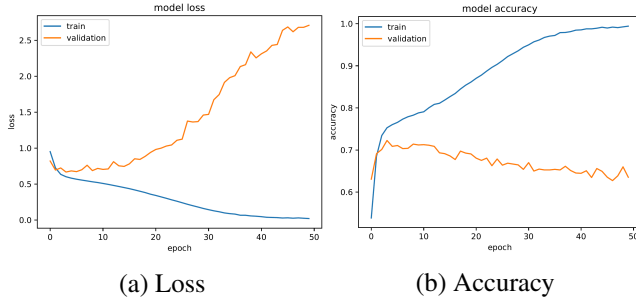 model loss
train
validation
2.5
2.0
1.5
1.0
0.5
0.0
loss
0 10 20 30 40 50
epoch
(a) Loss
model accuracy
train
validation
1.0
0.9
0.8
0.7
0.6
accuracy
0 10 20 30 40 50
epoch
(b) Accuracy